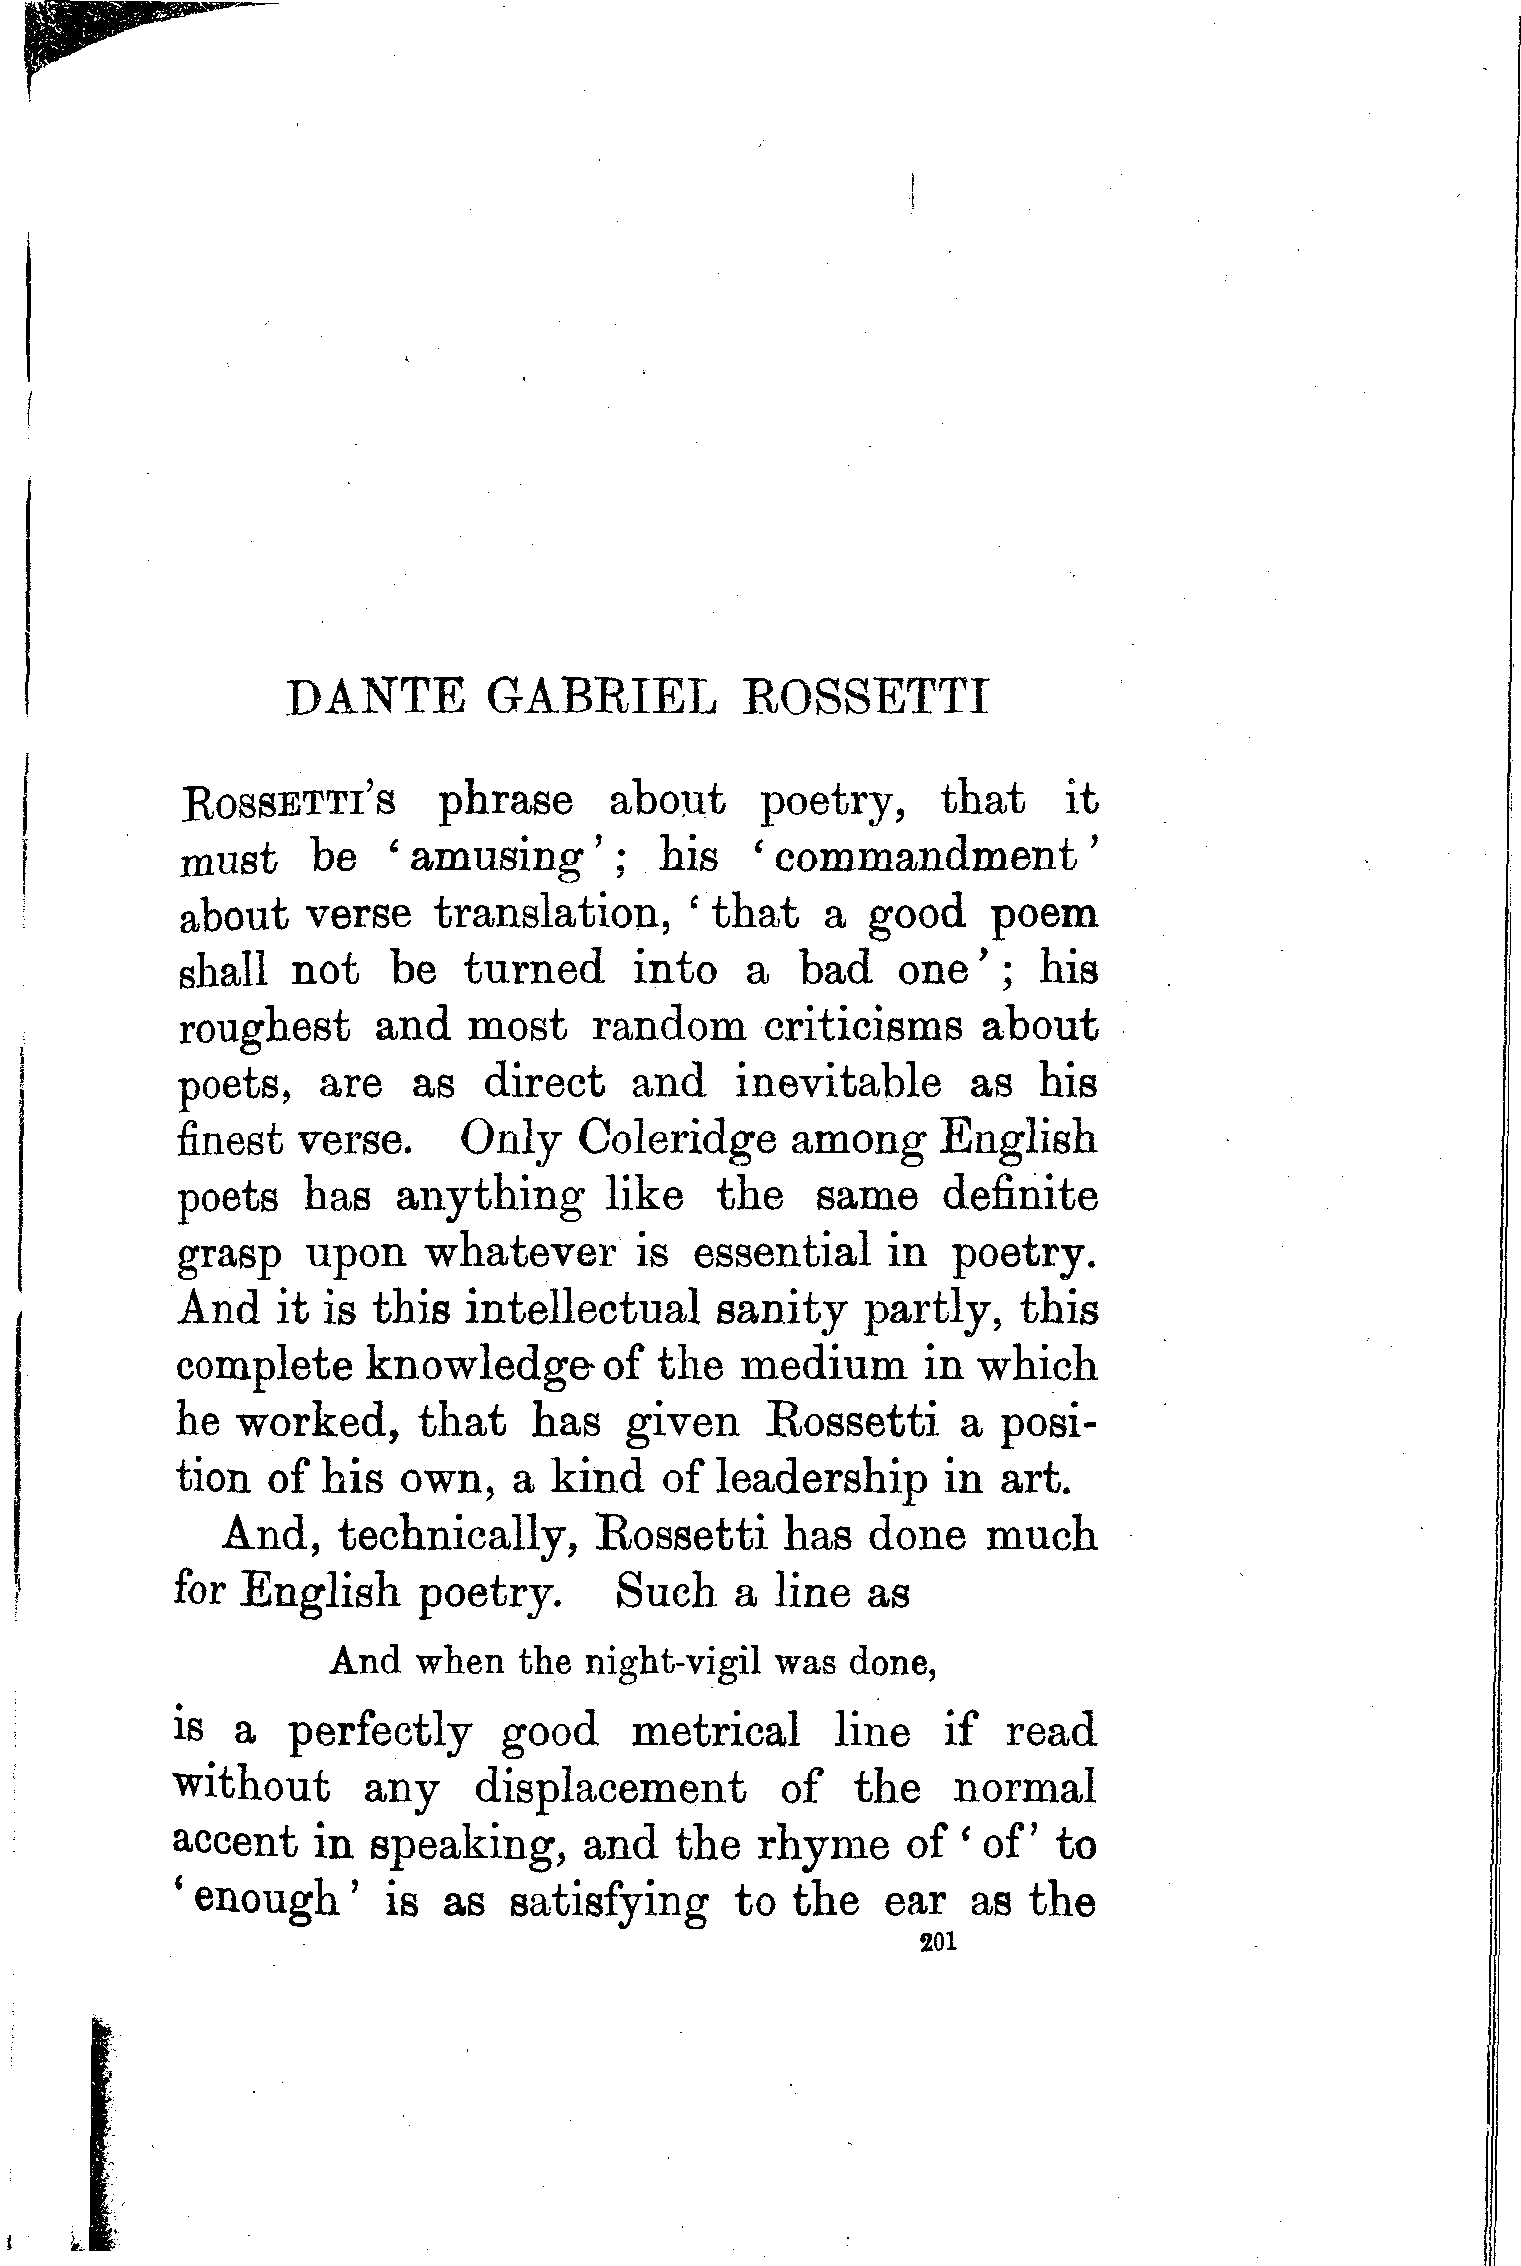 DANTE GABRIEL ROSSETTI
ROSSETTI'S phrase about poetry, that it
must be ‘amusing’; his ‘commandment’
about verse translation, ‘that a good poem
shall not be turned into a bad one’; his
roughest and most random criticisms about
poets, are as direct and inevitable as his
finest verse. Only Coleridge among English
poets has anything like the same definite
grasp upon whatever is essential in poetry.
And it is this intellectual sanity partly, this
complete knowledge of the medium in which
he worked, that has given Rossetti a posi-
tion of his own, a kind of leadership in art.
And, technically, Rossetti has done much
for English poetry. Such a line as
And when the night-vigil was done,
is a perfectly good metrical line if read
without any displacement of the normal
accent in speaking, and the rhyme of ‘of’ to
‘enough’ is as satisfying to the ear as the
201